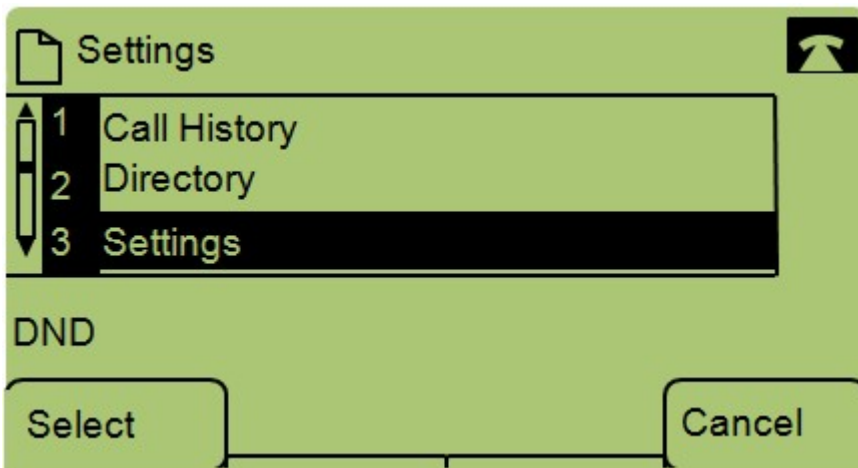 Settings
1 Call History
2 Directory
3 Settings
DND
Select Cancel